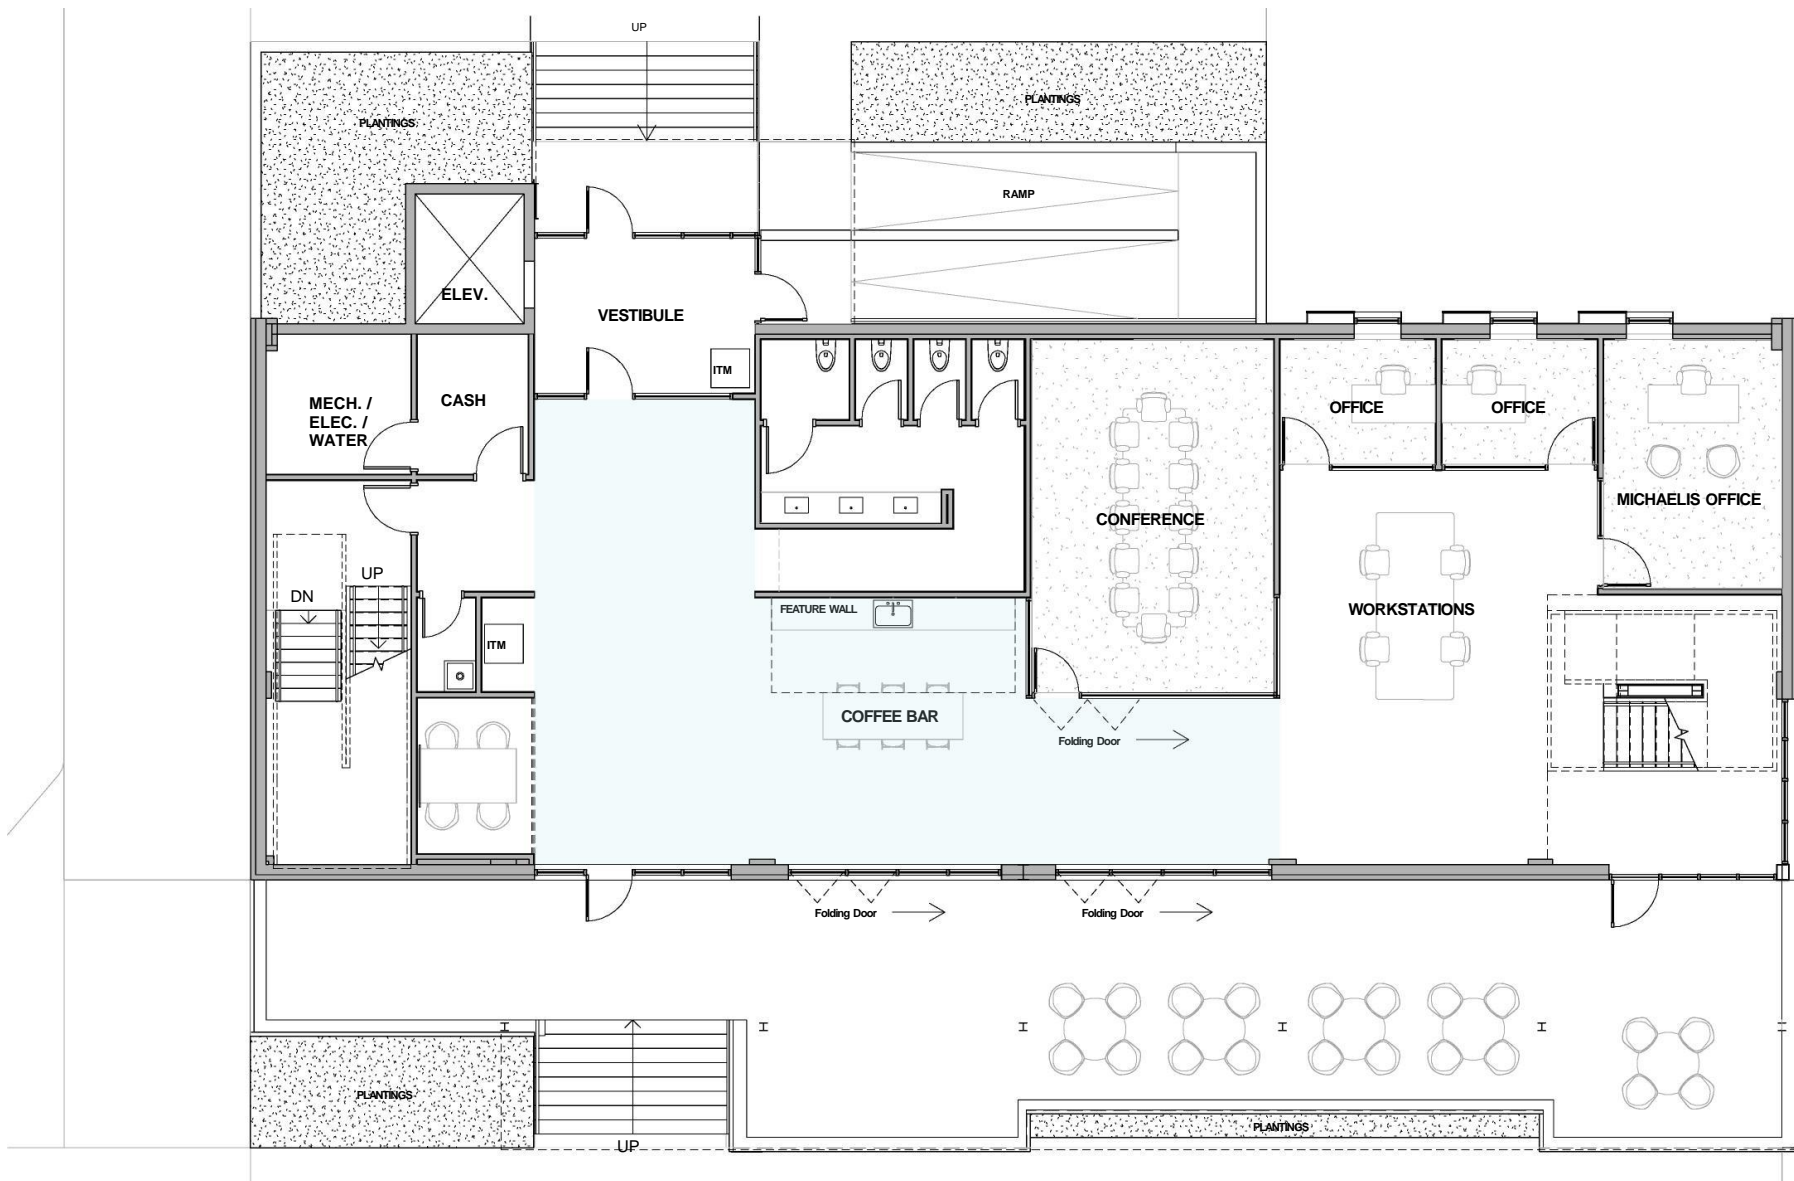 UP
PLANTINGS
PLANTINGS
RAMP
ELEV.
VESTIBULE
ITM
MECH. /
ELEC. /
WATER
CASH
OFFICE
OFFICE
MICHAELIS OFFICE
CONFERENCE
UP
DN
FEATURE WALL
WORKSTATIONS
ITM
COFFEE BAR
Folding Door
Folding Door
Folding Door
PLANTINGS
PLANTINGS
UP